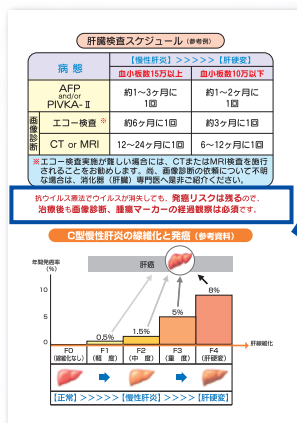 肝臓検査スケジュール（参考例）
病 態
【慢性肝炎】>>>>>【肝硬変】
血小板数15万以上
血小板数10万以下
AFP
and/or
PIVKA-Ⅱ
約1～3ヶ月に
1回
約1～2ヶ月に
1回
画像診断
エコー検査 ※
約6ヶ月に1回
約3ヶ月に1回
CT or MRI
12～24ヶ月に1回
6～12ヶ月に1回
※エコー検査実施が難しい場合には、CTまたはMRI検査を施行
されることをお勧めします。尚、画像診断の依頼について不明
な場合は、消化器（肝臓）専門医へ是非ご紹介ください。
抗ウイルス療法でウイルスが消失しても、発癌リスクは残るので、
治療後も画像診断、腫瘍マーカーの経過観察は必須です。
C型慢性肝炎の線維化と発癌（参考資料）
年間発癌率
（%）
肝癌
10
5
0
0.5%
1.5%
5%
8%
F0
（線維化なし）
F1
（軽 度）
F2
（中 度）
F3
（重 度）
F4
（肝硬変）
肝線維化
【正常】>>>>>【慢性肝炎】>>>>【肝硬変】